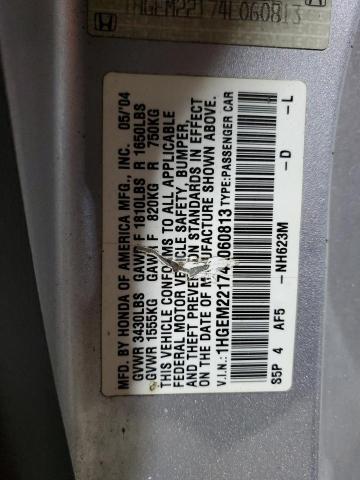 1HGEM22174L060813
MFD. BY HONDA OF AMERICA MFG., INC. 05/'04
GVWR 3430LBS GAWR F 1810LBS R 1650LBS
GVWR 1555KG GAWR F 820KG R 750KG
THIS VEHICLE CONFORMS TO ALL APPLICABLE
FEDERAL MOTOR VEHICLE SAFETY, BUMPER,
AND THEFT PREVENTION STANDARDS IN EFFECT
ON THE DATE OF MANUFACTURE SHOWN ABOVE.
V.I.N.: 1HGEM22174L060813 TYPE:PASSENGER CAR
S5P 4 AF5 - NH623M - D - L